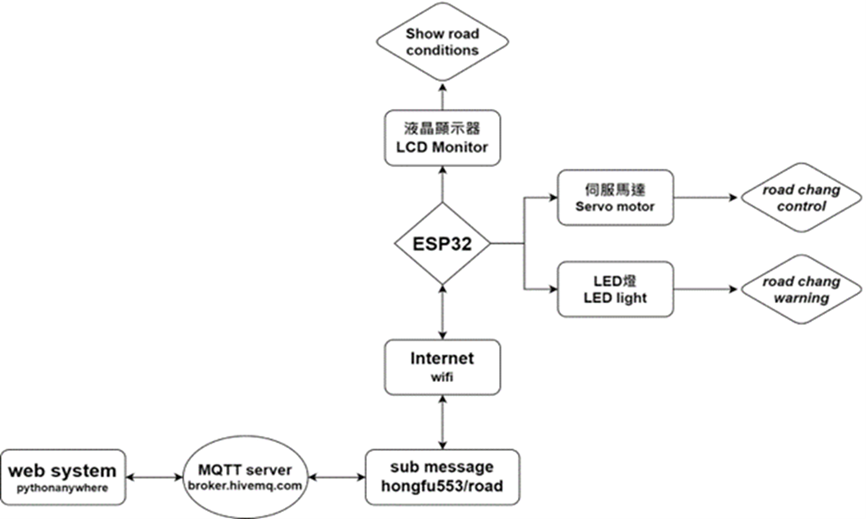 Show road
conditions
液晶顯示器
LCD Monitor
ESP32
伺服馬達
Servo motor
road chang
control
LED燈
LED light
road chang
warning
Internet
wifi
web system
pythonanywhere
MQTT server
broker.hivemq.com
sub message
hongfu553/road